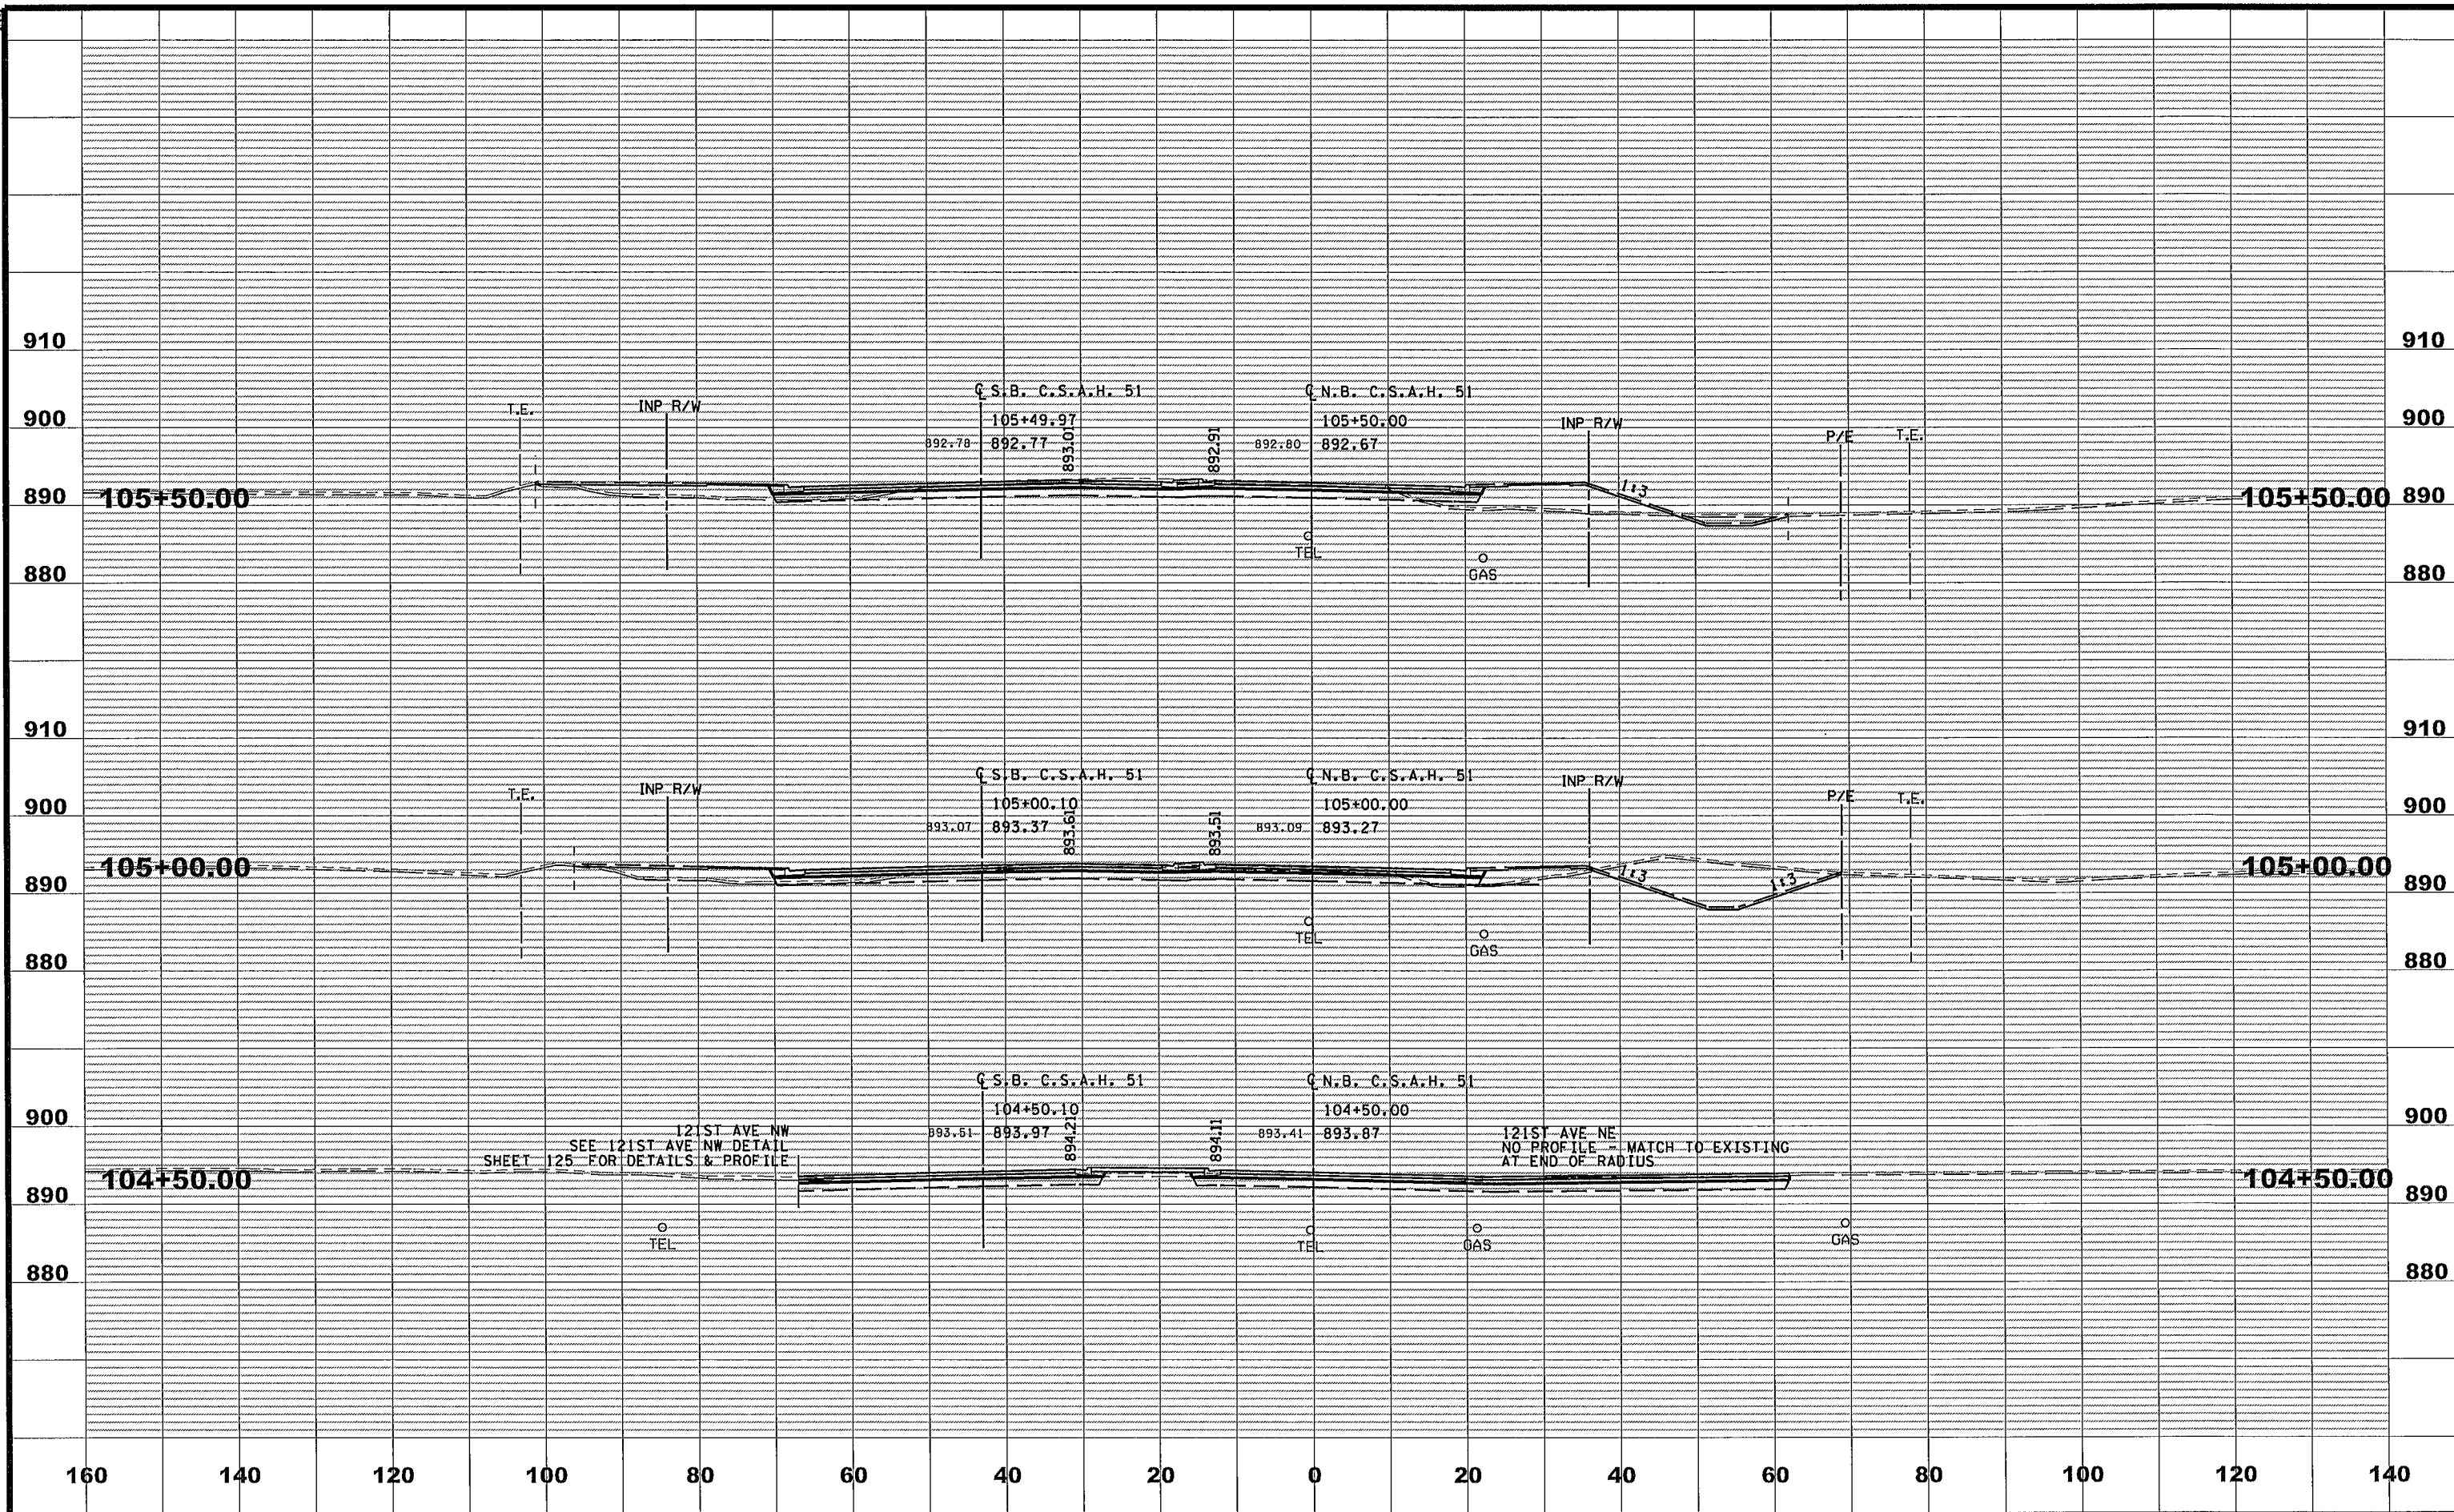 910 910
℄ S.B. C.S.A.H. 51 ℄ N.B. C.S.A.H. 51
T.E. INP R/W INP R/W P/E T.E.
900 105+49.97 105+50.00 900
892.78 892.77 893.01 892.91 892.80 892.67
1:3
890 105+50.00 105+50.00 890
TEL
GAS
880 880
910 910
℄ S.B. C.S.A.H. 51 ℄ N.B. C.S.A.H. 51
T.E. INP R/W INP R/W P/E T.E.
900 105+00.10 105+00.00 900
893.07 893.37 893.61 893.51 893.09 893.27
105+00.00 105+00.00
890 1:3 1:3 890
TEL
GAS
880 880
℄ S.B. C.S.A.H. 51 ℄ N.B. C.S.A.H. 51
900 104+50.10 104+50.00 900
893.51 893.97 894.21 894.11 893.41 893.87
121ST AVE NW
SEE 121ST AVE NW DETAIL
SHEET 125 FOR DETAILS & PROFILE
121ST AVE NE
NO PROFILE - MATCH TO EXISTING
AT END OF RADIUS
104+50.00 104+50.00
890 890
TEL TEL GAS GAS
880 880
160 140 120 100 80 60 40 20 0 20 40 60 80 100 120 140